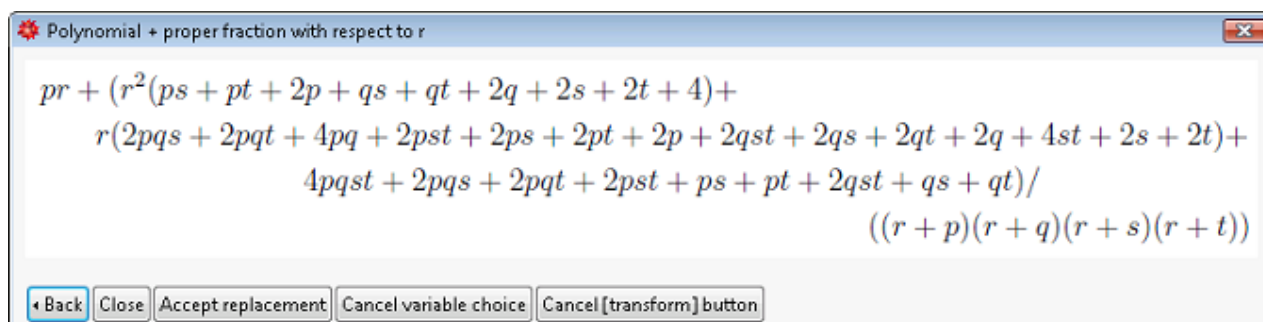 Polynomial + proper fraction with respect to r
pr + (r²(ps + pt + 2p + qs + qt + 2q + 2s + 2t + 4)+
r(2pqs + 2pqt + 4pq + 2pst + 2ps + 2pt + 2p + 2qst + 2qs + 2qt + 2q + 4st + 2s + 2t)+
4pqst + 2pqs + 2pqt + 2pst + ps + pt + 2qst + qs + qt)/
((r + p)(r + q)(r + s)(r + t))
Back Close Accept replacement Cancel variable choice Cancel [transform] button